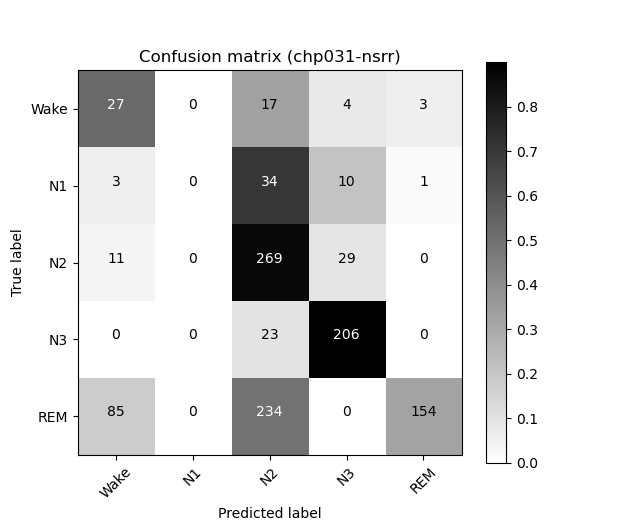 Confusion matrix (chp031-nsrr)
Wake 27 0 17 4 3
N1 3 0 34 10 1
N2 11 0 269 29 0
N3 0 0 23 206 0
REM 85 0 234 0 154
Wake N1 N2 N3 REM
True label
Predicted label
0.8
0.7
0.6
0.5
0.4
0.3
0.2
0.1
0.0